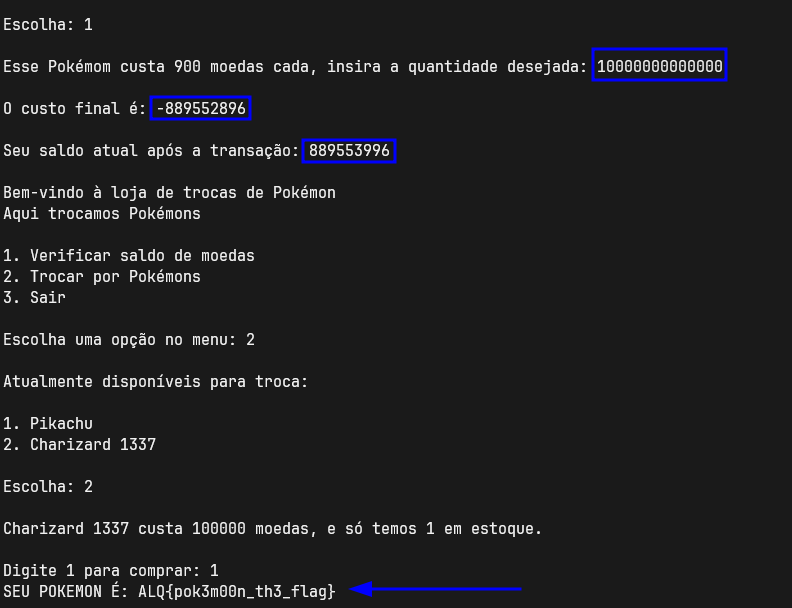 Escolha: 1
Esse Pokémom custa 900 moedas cada, insira a quantidade desejada: 10000000000000
O custo final é: -889552896
Seu saldo atual após a transação: 889553996
Bem-vindo à loja de trocas de Pokémon
Aqui trocamos Pokémons
1. Verificar saldo de moedas
2. Trocar por Pokémons
3. Sair
Escolha uma opção no menu: 2
Atualmente disponíveis para troca:
1. Pikachu
2. Charizard 1337
Escolha: 2
Charizard 1337 custa 100000 moedas, e só temos 1 em estoque.
Digite 1 para comprar: 1
SEU POKEMON É: ALQ{pok3m00n_th3_flag}